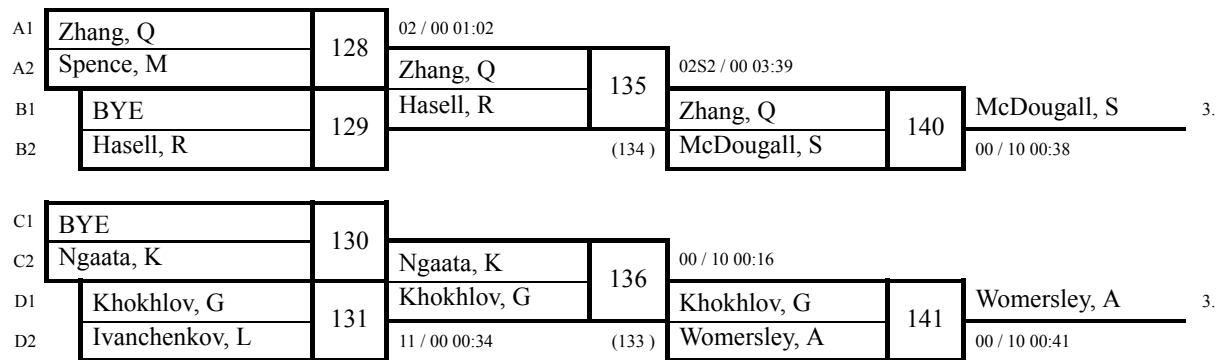 A1 Zhang, Q 128 02 / 00 01:02
A2 Spence, M Zhang, Q 135 02S2 / 00 03:39
B1 BYE 129 Hasell, R Zhang, Q 140 McDougall, S 3.
B2 Hasell, R (134 ) McDougall, S 00 / 10 00:38
C1 BYE 130
C2 Ngaata, K Ngaata, K 136 00 / 10 00:16
D1 Khokhlov, G 131 Khokhlov, G Khokhlov, G 141 Womersley, A 3.
D2 Ivanchenkov, L 11 / 00 00:34 (133 ) Womersley, A 00 / 10 00:41